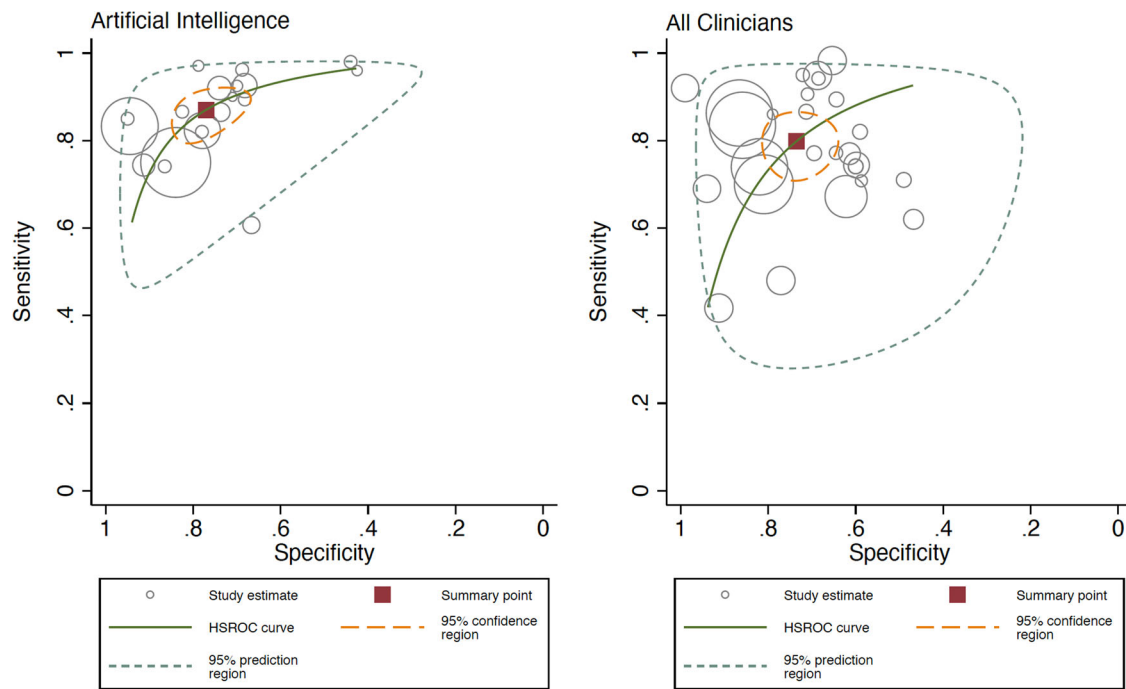 Artificial Intelligence
1
.8
.6
.4
.2
0
Sensitivity
1
.8
.6
.4
.2
0
Specificity
Study estimate
Summary point
HSROC curve
95% confidence
region
95% prediction
region
All Clinicians
1
.8
.6
.4
.2
0
Sensitivity
1
.8
.6
.4
.2
0
Specificity
Study estimate
Summary point
HSROC curve
95% confidence
region
95% prediction
region